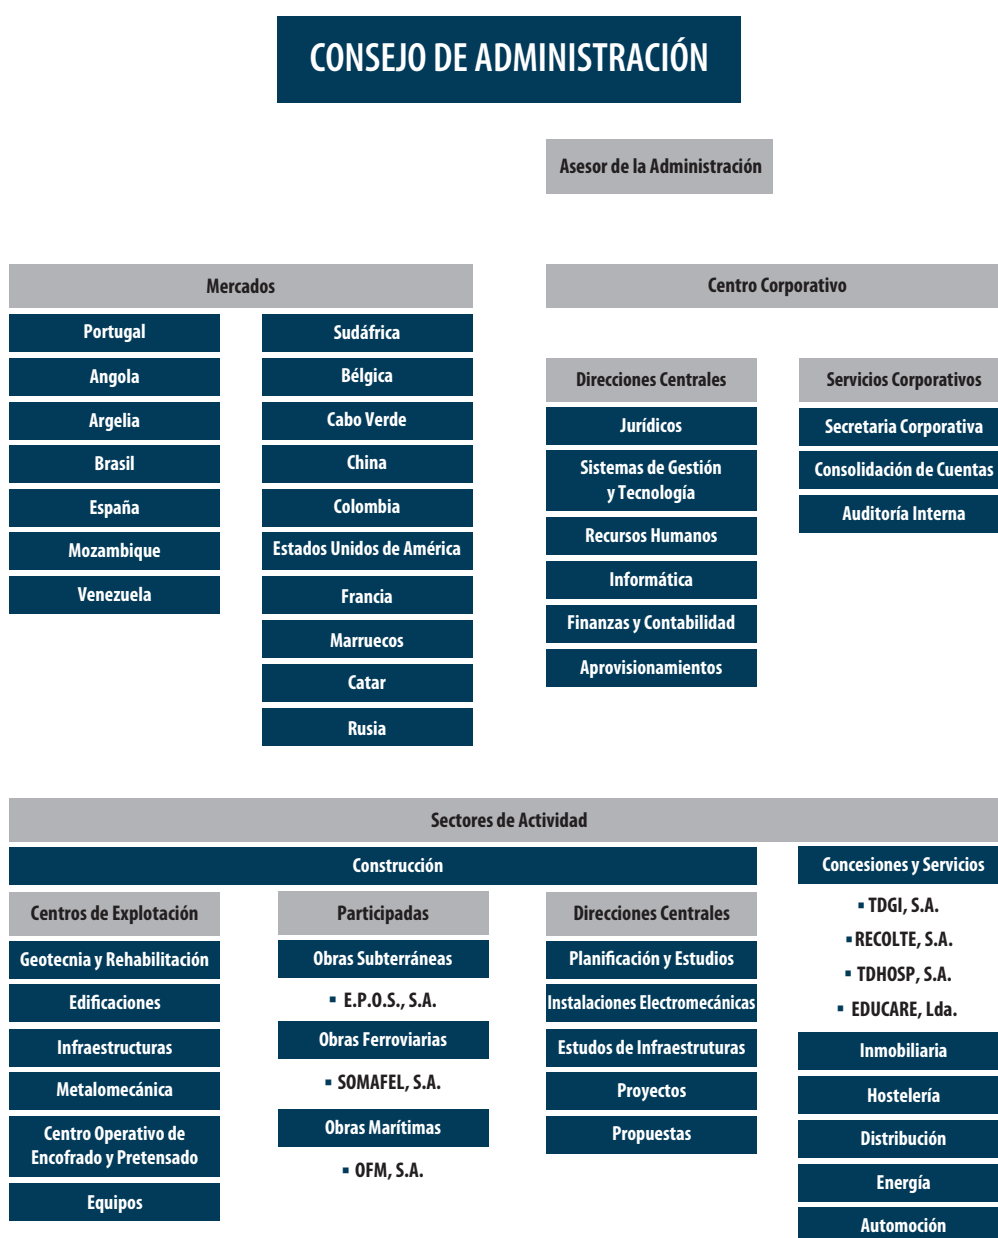 CONSEJO DE ADMINISTRACIÓN
Asesor de la Administración
Mercados
Portugal
Angola
Argelia
Brasil
España
Mozambique
Venezuela
Sudáfrica
Bélgica
Cabo Verde
China
Colombia
Estados Unidos de América
Francia
Marruecos
Catar
Rusia
Centro Corporativo
Direcciones Centrales
Jurídicos
Sistemas de Gestión
y Tecnología
Recursos Humanos
Informática
Finanzas y Contabilidad
Aprovisionamientos
Servicios Corporativos
Secretaria Corporativa
Consolidación de Cuentas
Auditoría Interna
Sectores de Actividad
Construcción
Centros de Explotación
Geotecnia y Rehabilitación
Edificaciones
Infraestructuras
Metalomecánica
Centro Operativo de
Encofrado y Pretensado
Equipos
Participadas
Obras Subterráneas
▪ E.P.O.S., S.A.
Obras Ferroviarias
▪ SOMAFEL, S.A.
Obras Marítimas
▪ OFM, S.A.
Direcciones Centrales
Planificación y Estudios
Instalaciones Electromecánicas
Estudos de Infraestruturas
Proyectos
Propuestas
Concesiones y Servicios
▪ TDGI, S.A.
▪ RECOLTE, S.A.
▪ TDHOSP, S.A.
▪ EDUCARE, Lda.
Inmobiliaria
Hostelería
Distribución
Energía
Automoción